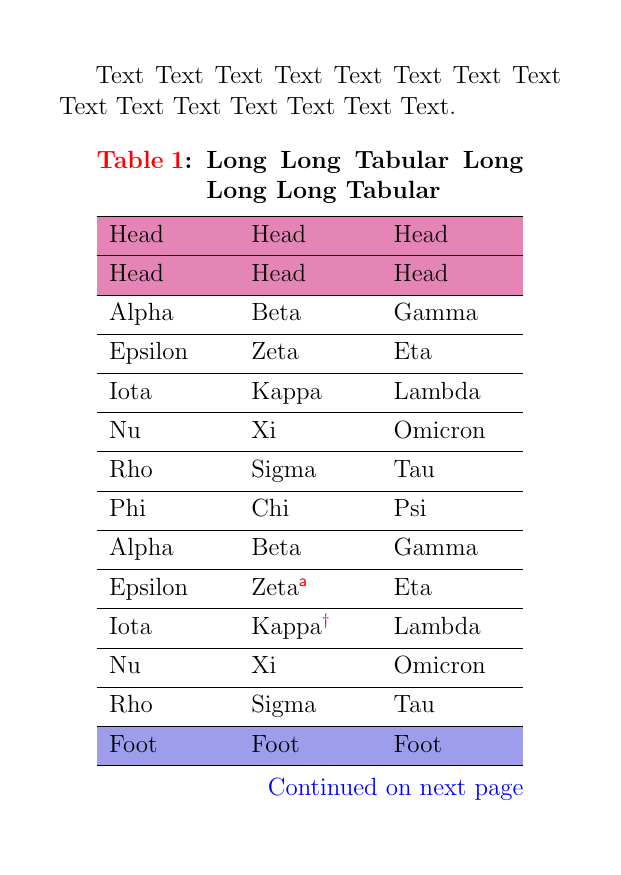 Text Text Text Text Text Text Text Text
Text Text Text Text Text Text Text.
Table 1: Long Long Tabular Long
Long Long Tabular
Head Head Head
Head Head Head
Alpha Beta Gamma
Epsilon Zeta Eta
Iota Kappa Lambda
Nu Xi Omicron
Rho Sigma Tau
Phi Chi Psi
Alpha Beta Gamma
Epsilon Zetaᵃ Eta
Iota Kappa† Lambda
Nu Xi Omicron
Rho Sigma Tau
Foot Foot Foot
Continued on next page